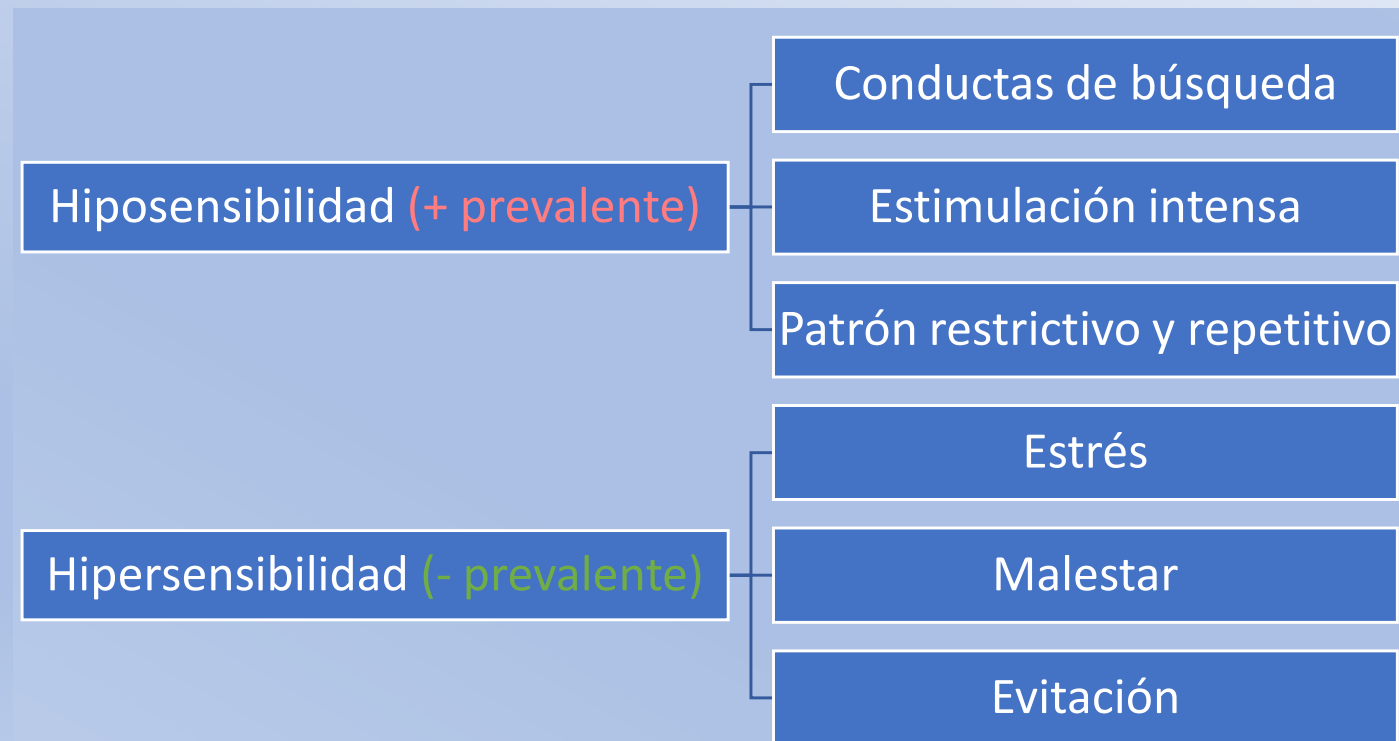 Hiposensibilidad (+ prevalente)
Conductas de búsqueda
Estimulación intensa
Patrón restrictivo y repetitivo
Hipersensibilidad (- prevalente)
Estrés
Malestar
Evitación